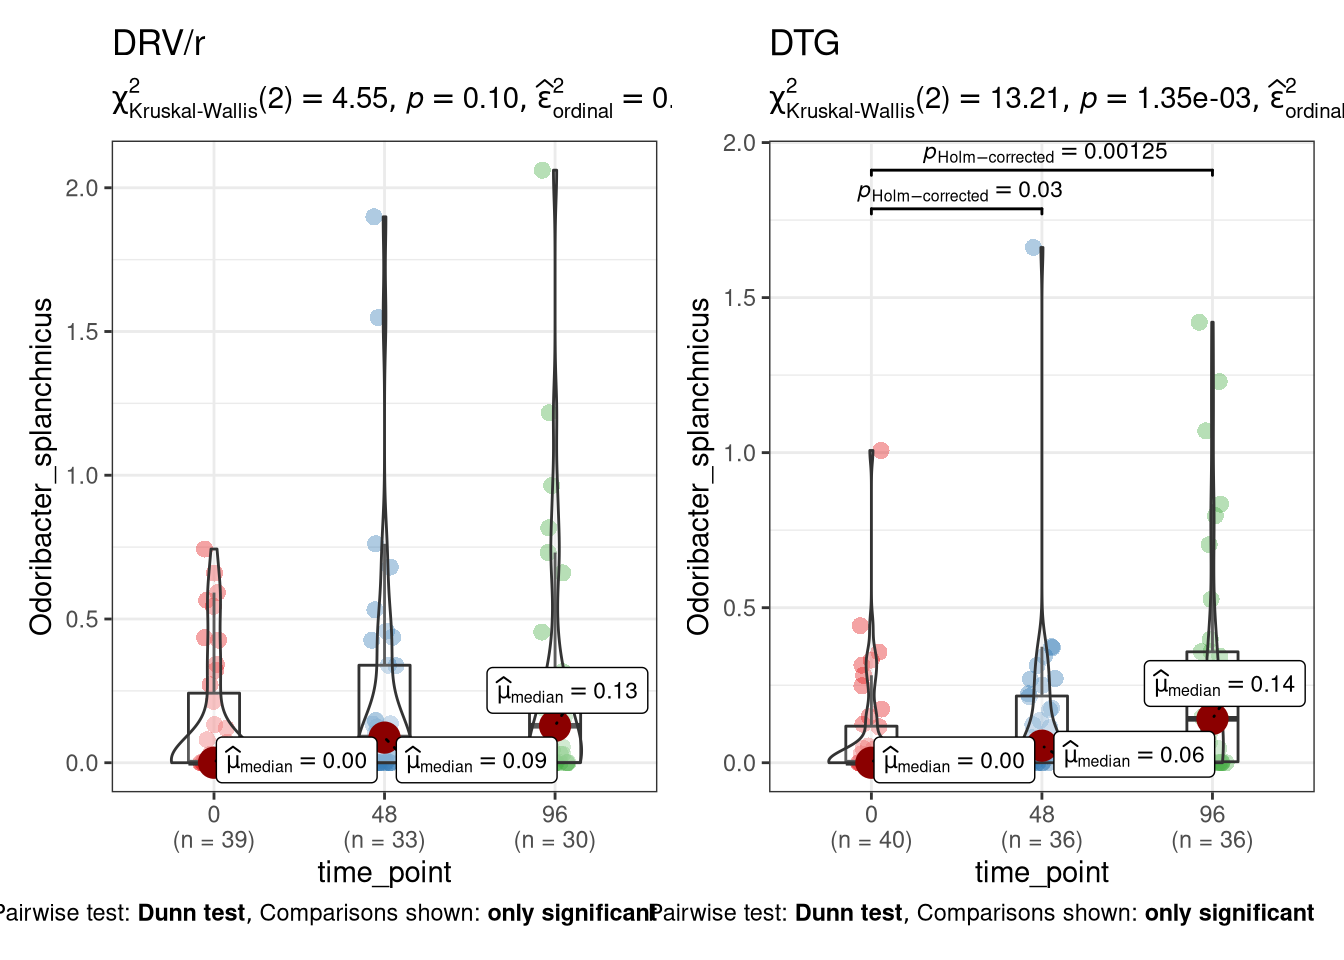 DRV/r
χ²Kruskal-Wallis(2) = 4.55, p = 0.10, ε̂²ordinal = 0.
Odoribacter_splanchnicus
2.0
1.5
1.0
0.5
0.0
μ̂median = 0.00
μ̂median = 0.09
μ̂median = 0.13
0
(n = 39)
48
(n = 33)
96
(n = 30)
time_point
Pairwise test: Dunn test, Comparisons shown: only significant
DTG
χ²Kruskal-Wallis(2) = 13.21, p = 1.35e-03, ε̂²ordinal
Odoribacter_splanchnicus
2.0
1.5
1.0
0.5
0.0
pHolm−corrected = 0.00125
pHolm−corrected = 0.03
μ̂median = 0.00
μ̂median = 0.06
μ̂median = 0.14
0
(n = 40)
48
(n = 36)
96
(n = 36)
time_point
Pairwise test: Dunn test, Comparisons shown: only significant